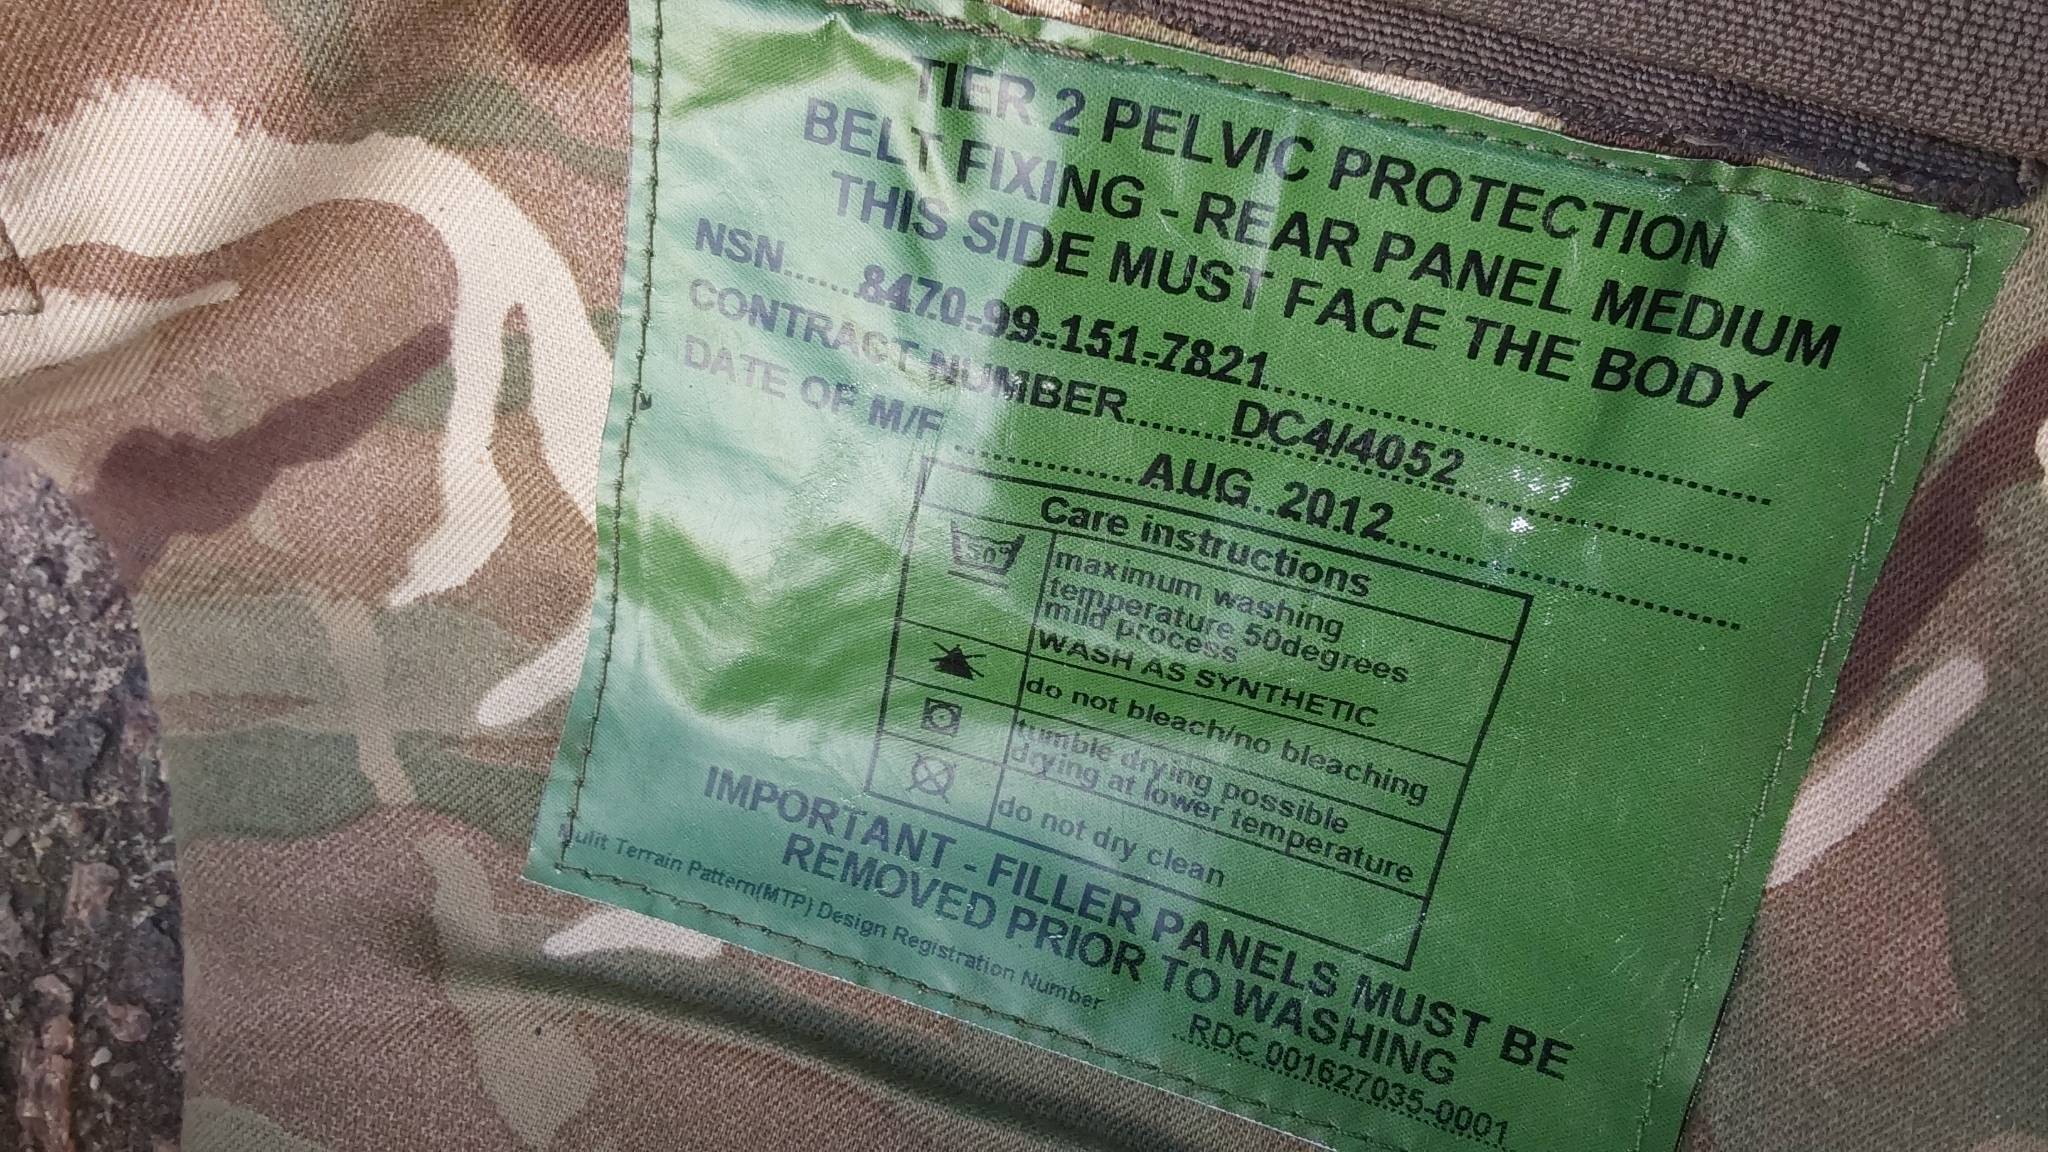 TIER 2 PELVIC PROTECTION
BELT FIXING - REAR PANEL MEDIUM
THIS SIDE MUST FACE THE BODY
NSN.......8470-99-151-7821
CONTRACT NUMBER.......... DC4/4052
DATE OF M/F ..................AUG 2012
Care instructions
50° maximum washing
temperature 50degrees
mild process
WASH AS SYNTHETIC
do not bleach/no bleaching
tumble drying possible
drying at lower temperature
do not dry clean
IMPORTANT - FILLER PANELS MUST BE
REMOVED PRIOR TO WASHING
Mulit Terrain Pattern(MTP) Design Registration Number
RDC 001627035-0001